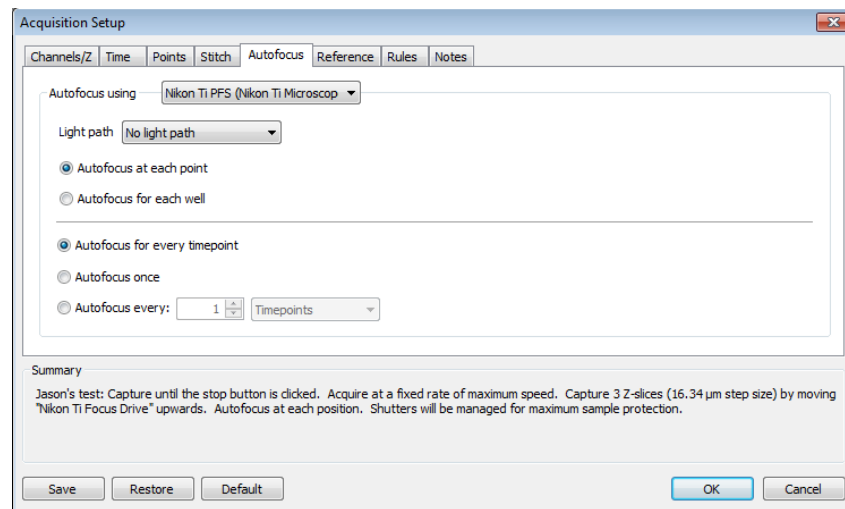 Acquisition Setup
Channels/Z Time Points Stitch Autofocus Reference Rules Notes
Autofocus using Nikon Ti PFS (Nikon Ti Microscop
Light path No light path
Autofocus at each point
Autofocus for each well
Autofocus for every timepoint
Autofocus once
Autofocus every: 1 Timepoints
Summary
Jason's test: Capture until the stop button is clicked. Acquire at a fixed rate of maximum speed. Capture 3 Z-slices (16.34 µm step size) by moving
"Nikon Ti Focus Drive" upwards. Autofocus at each position. Shutters will be managed for maximum sample protection.
Save Restore Default OK Cancel